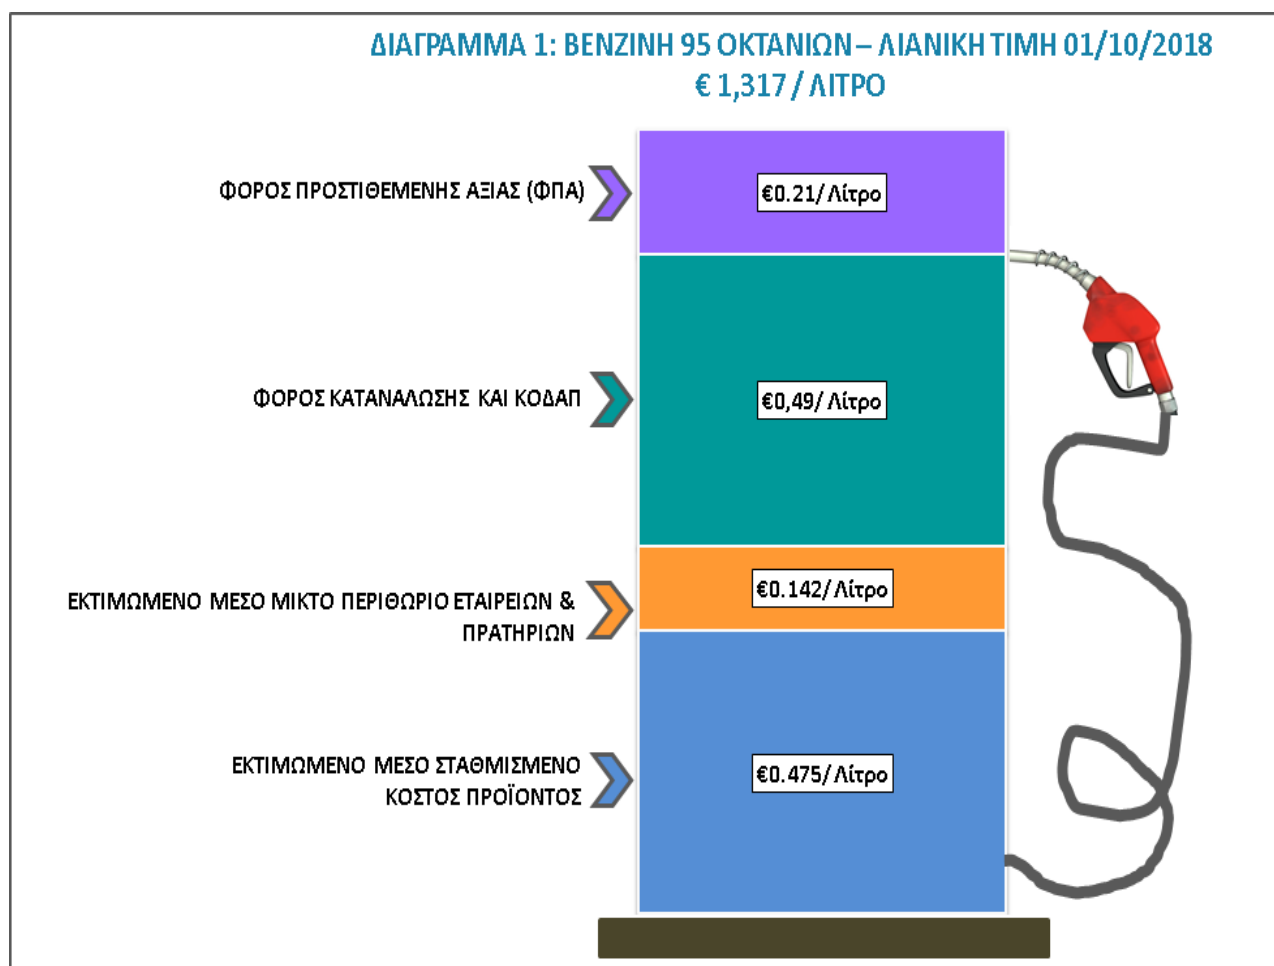 ΔΙΑΓΡΑΜΜΑ 1: ΒΕΝΖΙΝΗ 95 ΟΚΤΑΝΙΩΝ – ΛΙΑΝΙΚΗ ΤΙΜΗ 01/10/2018
€ 1,317 / ΛΙΤΡΟ
ΦΟΡΟΣ ΠΡΟΣΤΙΘΕΜΕΝΗΣ ΑΞΙΑΣ (ΦΠΑ)
€0.21/ Λίτρο
ΦΟΡΟΣ ΚΑΤΑΝΑΛΩΣΗΣ ΚΑΙ ΚΟΔΑΠ
€0,49/ Λίτρο
ΕΚΤΙΜΩΜΕΝΟ ΜΕΣΟ ΜΙΚΤΟ ΠΕΡΙΘΩΡΙΟ ΕΤΑΙΡΕΙΩΝ &
ΠΡΑΤΗΡΙΩΝ
€0.142/ Λίτρο
ΕΚΤΙΜΩΜΕΝΟ ΜΕΣΟ ΣΤΑΘΜΙΣΜΕΝΟ
ΚΟΣΤΟΣ ΠΡΟΪΟΝΤΟΣ
€0.475/ Λίτρο